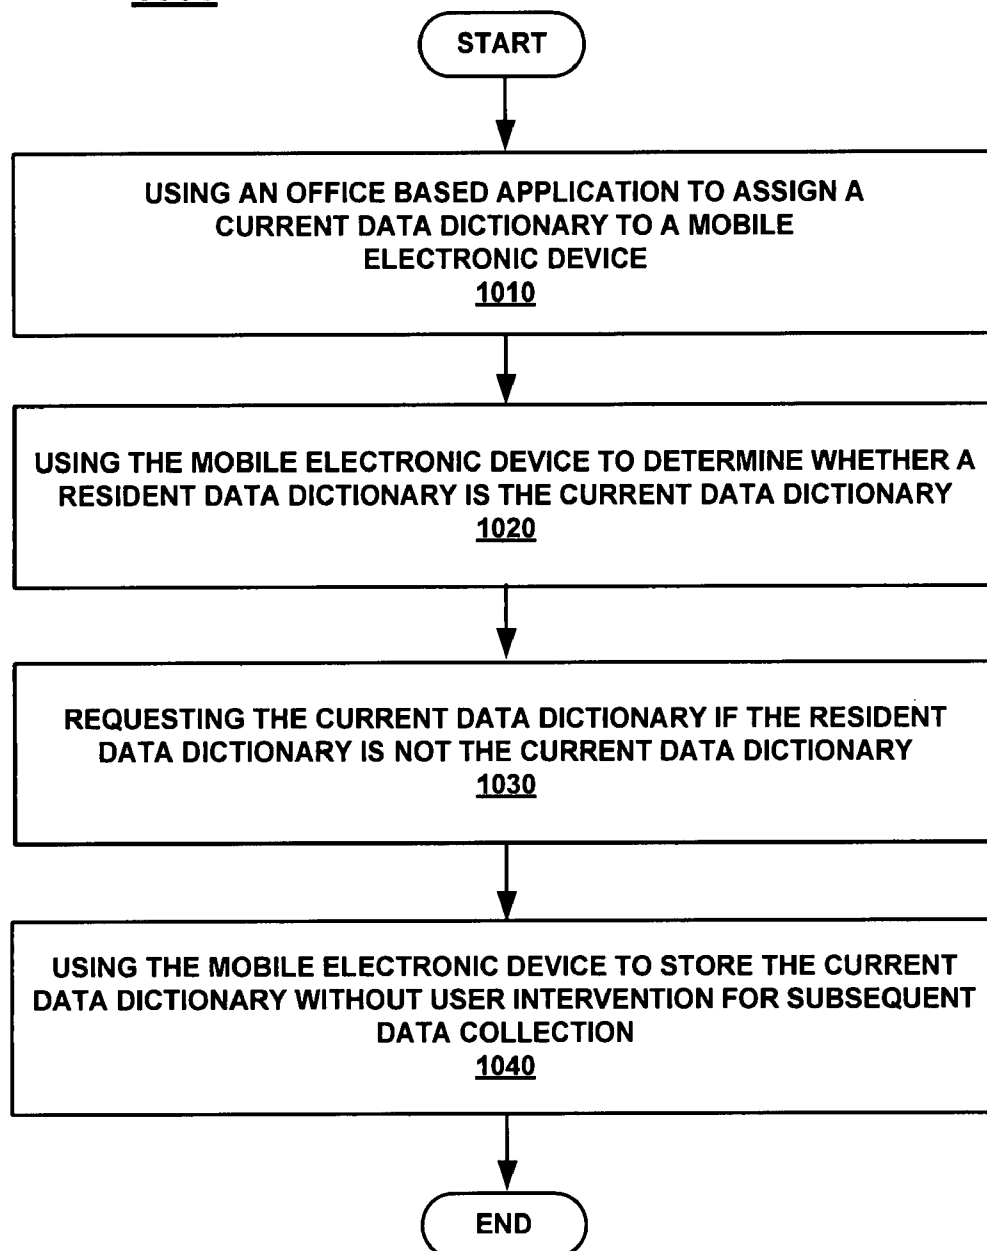 START
USING AN OFFICE BASED APPLICATION TO ASSIGN A
CURRENT DATA DICTIONARY TO A MOBILE
ELECTRONIC DEVICE
1010
USING THE MOBILE ELECTRONIC DEVICE TO DETERMINE WHETHER A
RESIDENT DATA DICTIONARY IS THE CURRENT DATA DICTIONARY
1020
REQUESTING THE CURRENT DATA DICTIONARY IF THE RESIDENT
DATA DICTIONARY IS NOT THE CURRENT DATA DICTIONARY
1030
USING THE MOBILE ELECTRONIC DEVICE TO STORE THE CURRENT
DATA DICTIONARY WITHOUT USER INTERVENTION FOR SUBSEQUENT
DATA COLLECTION
1040
END